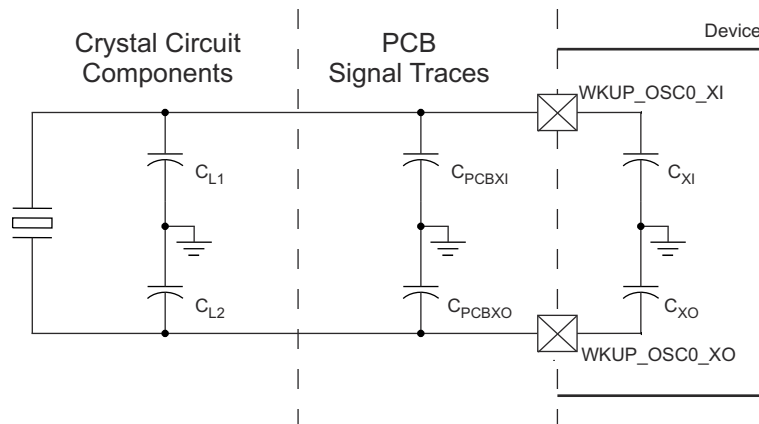 Crystal Circuit
Components
PCB
Signal Traces
Device
WKUP_OSC0_XI
CL1
CPCBXI
CXI
CL2
CPCBXO
CXO
WKUP_OSC0_XO